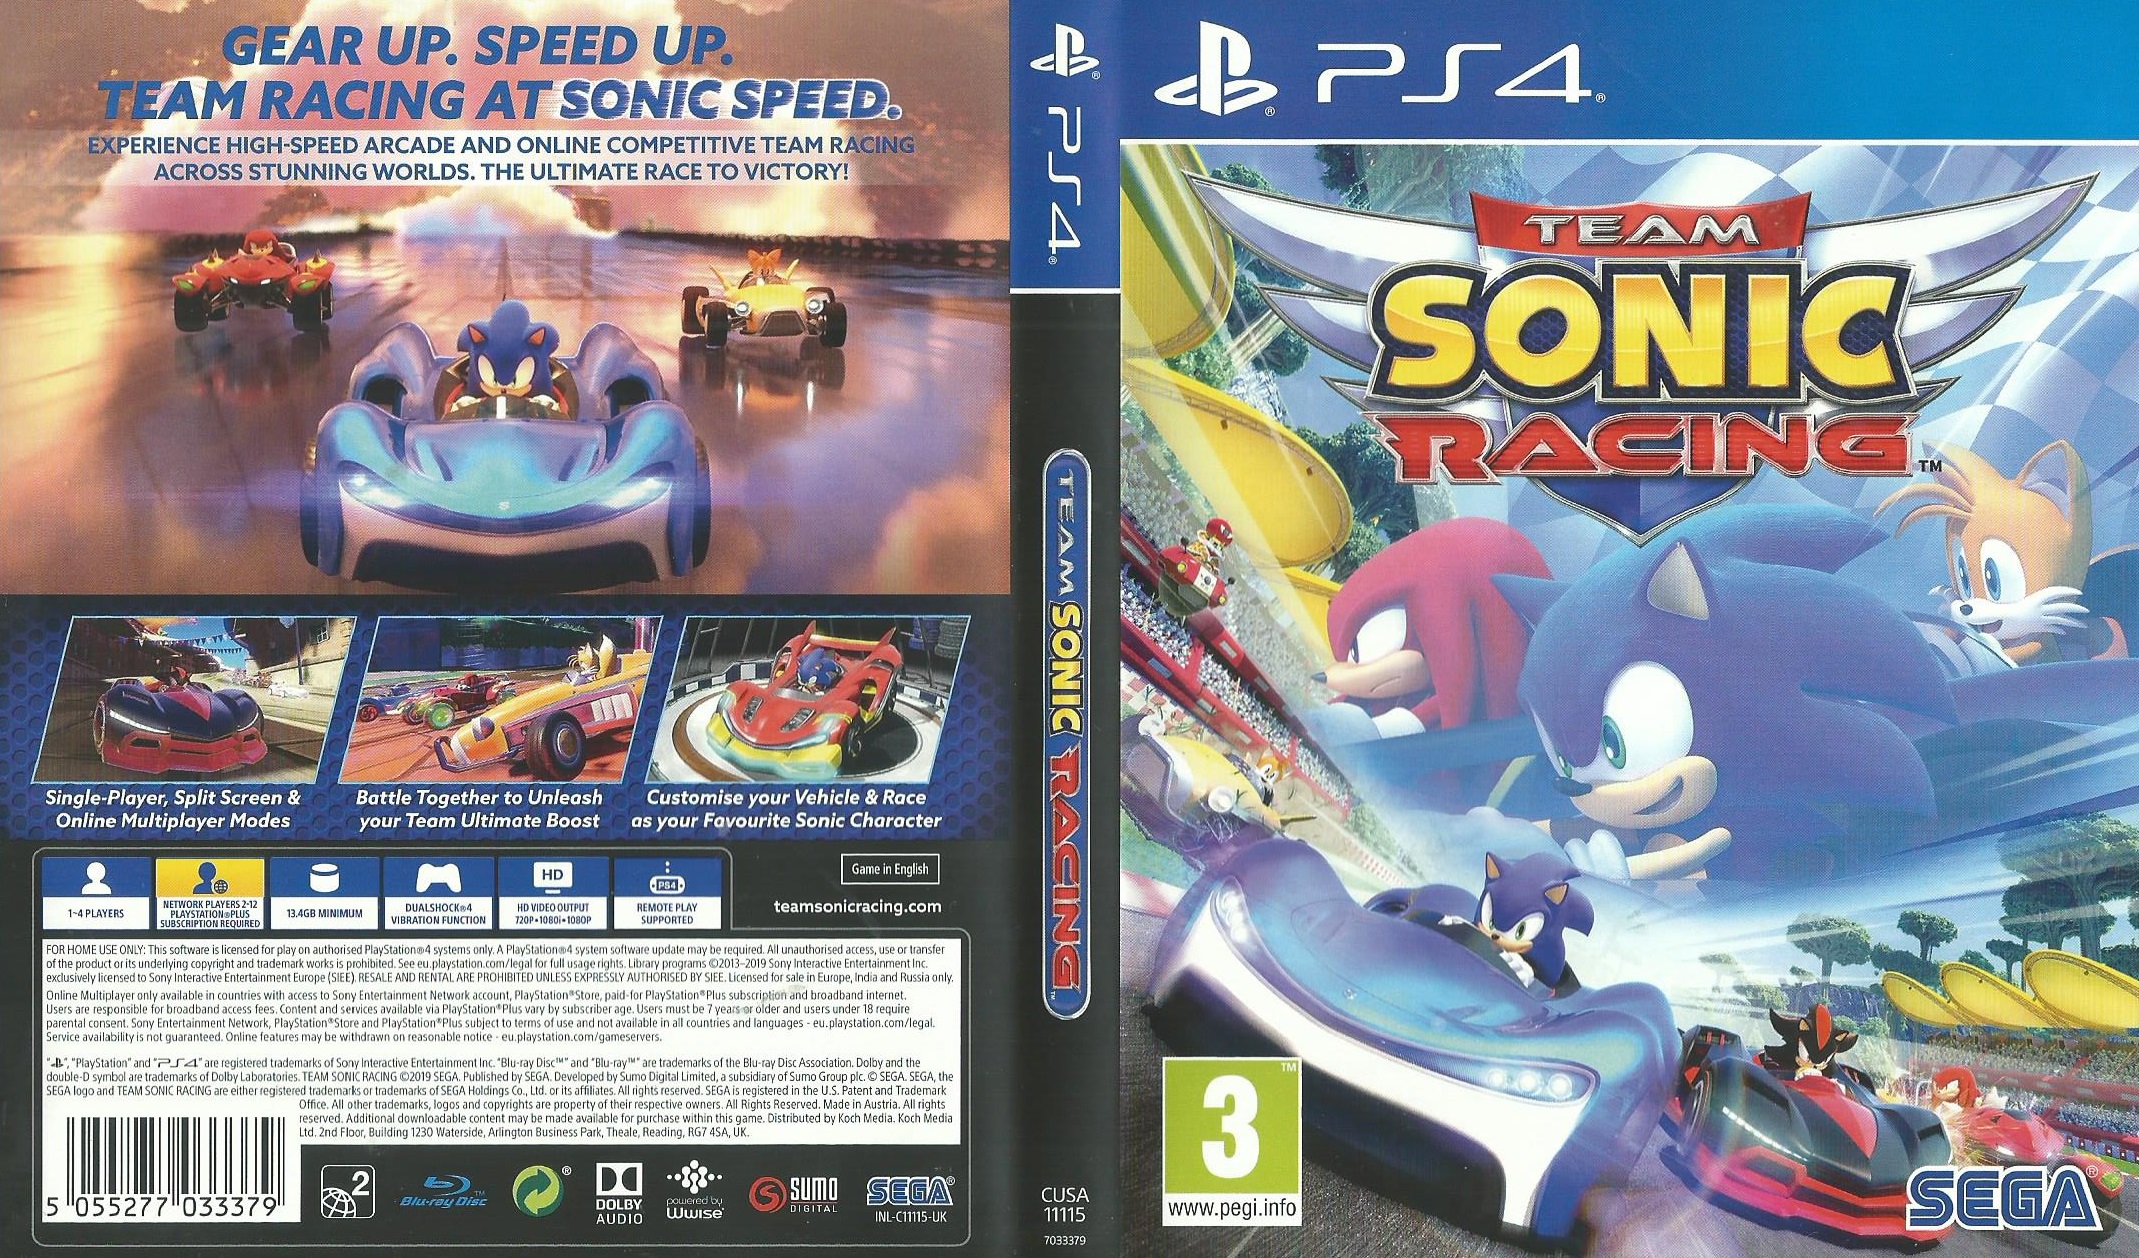 GEAR UP. SPEED UP.
TEAM RACING AT SONIC SPEED.
EXPERIENCE HIGH-SPEED ARCADE AND ONLINE COMPETITIVE TEAM RACING
ACROSS STUNNING WORLDS. THE ULTIMATE RACE TO VICTORY!
Single-Player, Split Screen &
Online Multiplayer Modes
Battle Together to Unleash
your Team Ultimate Boost
Customise your Vehicle & Race
as your Favourite Sonic Character
1-4 PLAYERS
NETWORK PLAYERS 2-12
PLAYSTATION®PLUS
SUBSCRIPTION REQUIRED
13.4GB MINIMUM
DUALSHOCK®4
VIBRATION FUNCTION
HD
HD VIDEO OUTPUT
720P•1080i•1080P
PS4
REMOTE PLAY
SUPPORTED
Game in English
teamsonicracing.com
FOR HOME USE ONLY: This software is licensed for play on authorised PlayStation®4 systems only. A PlayStation®4 system software update may be required. All unauthorised access, use or transfer
of the product or its underlying copyright and trademark works is prohibited. See eu.playstation.com/legal for full usage rights. Library programs ©2013-2019 Sony Interactive Entertainment Inc.
exclusively licensed to Sony Interactive Entertainment Europe (SIEE). RESALE AND RENTAL ARE PROHIBITED UNLESS EXPRESSLY AUTHORISED BY SIEE. Licensed for sale in Europe, India and Russia only.
Online Multiplayer only available in countries with access to Sony Entertainment Network account, PlayStation®Store, paid-for PlayStation®Plus subscription and broadband internet.
Users are responsible for broadband access fees. Content and services available via PlayStation®Plus vary by subscriber age. Users must be 7 years or older and users under 18 require
parental consent. Sony Entertainment Network, PlayStation®Store and PlayStation®Plus subject to terms of use and not available in all countries and languages - eu.playstation.com/legal.
Service availability is not guaranteed. Online features may be withdrawn on reasonable notice - eu.playstation.com/gameservers.
" ", "PlayStation" and "PS4" are registered trademarks of Sony Interactive Entertainment Inc. "Blu-ray Disc™" and "Blu-ray™" are trademarks of the Blu-ray Disc Association. Dolby and the
double-D symbol are trademarks of Dolby Laboratories. TEAM SONIC RACING ©2019 SEGA. Published by SEGA. Developed by Sumo Digital Limited, a subsidiary of Sumo Group plc. © SEGA. SEGA, the
SEGA logo and TEAM SONIC RACING are either registered trademarks or trademarks of SEGA Holdings Co., Ltd. or its affiliates. All rights reserved. SEGA is registered in the U.S. Patent and Trademark
Office. All other trademarks, logos and copyrights are property of their respective owners. All Rights Reserved. Made in Austria. All rights
reserved. Additional downloadable content may be made available for purchase within this game. Distributed by Koch Media. Koch Media
Ltd. 2nd Floor, Building 1230 Waterside, Arlington Business Park, Theale, Reading, RG7 4SA, UK.
5 055277 033379
2
Blu-ray Disc™
®
DOLBY
AUDIO
powered by
Wwise®
SUMO
DIGITAL
SEGA®
INL-C11115-UK
® PS4®
TEAM SONIC RACING™
CUSA
11115
7033379
® PS4®
TEAM
SONIC
RACING™
3™
www.pegi.info
SEGA®